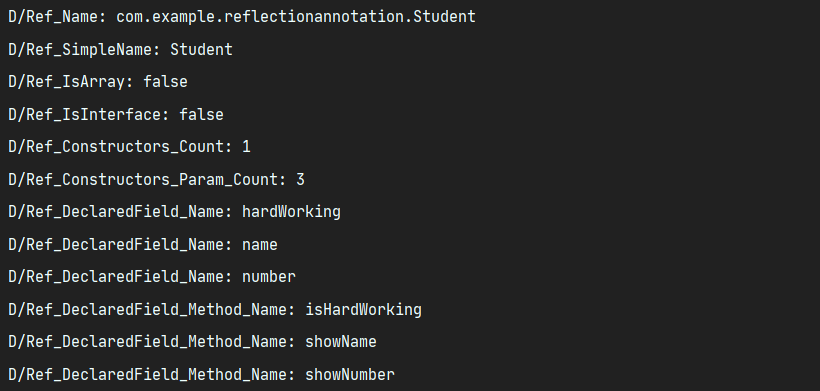 D/Ref_Name: com.example.reflectionannotation.Student
D/Ref_SimpleName: Student
D/Ref_IsArray: false
D/Ref_IsInterface: false
D/Ref_Constructors_Count: 1
D/Ref_Constructors_Param_Count: 3
D/Ref_DeclaredField_Name: hardWorking
D/Ref_DeclaredField_Name: name
D/Ref_DeclaredField_Name: number
D/Ref_DeclaredField_Method_Name: isHardWorking
D/Ref_DeclaredField_Method_Name: showName
D/Ref_DeclaredField_Method_Name: showNumber